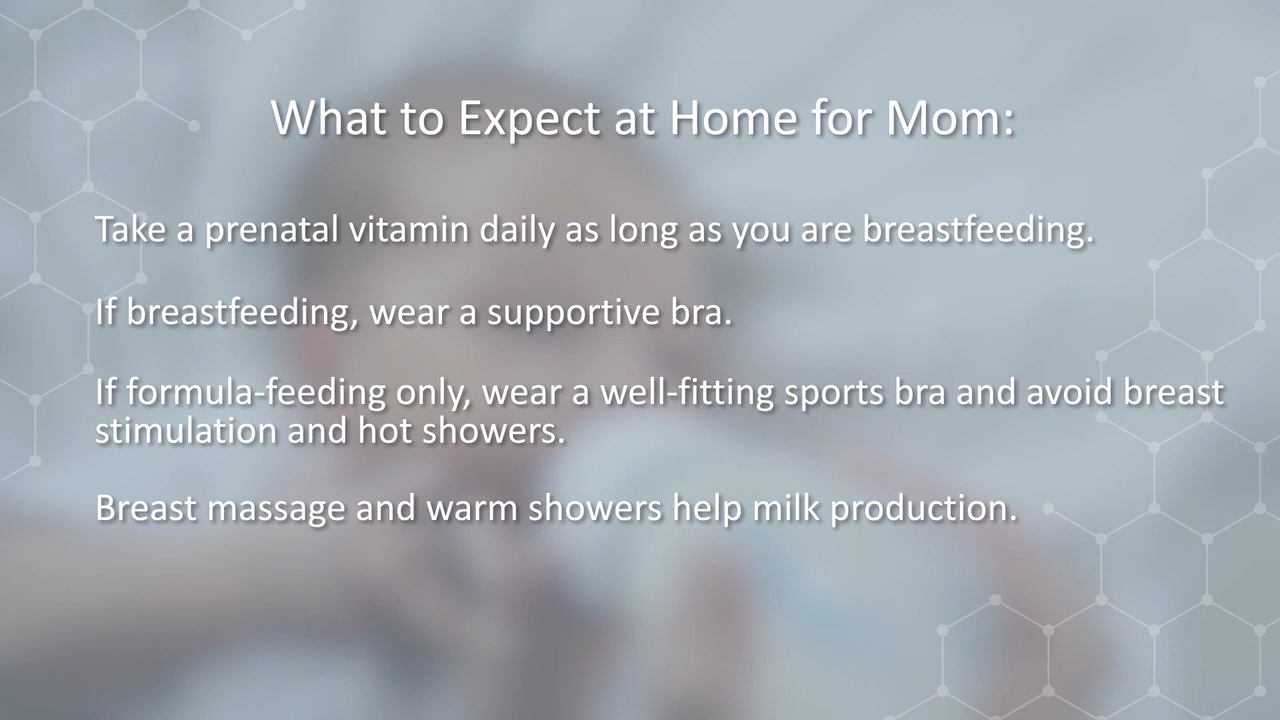 What to Expect at Home for Mom:
Take a prenatal vitamin daily as long as you are breastfeeding.
If breastfeeding, wear a supportive bra.
If formula-feeding only, wear a well-fitting sports bra and avoid breast
stimulation and hot showers.
Breast massage and warm showers help milk production.